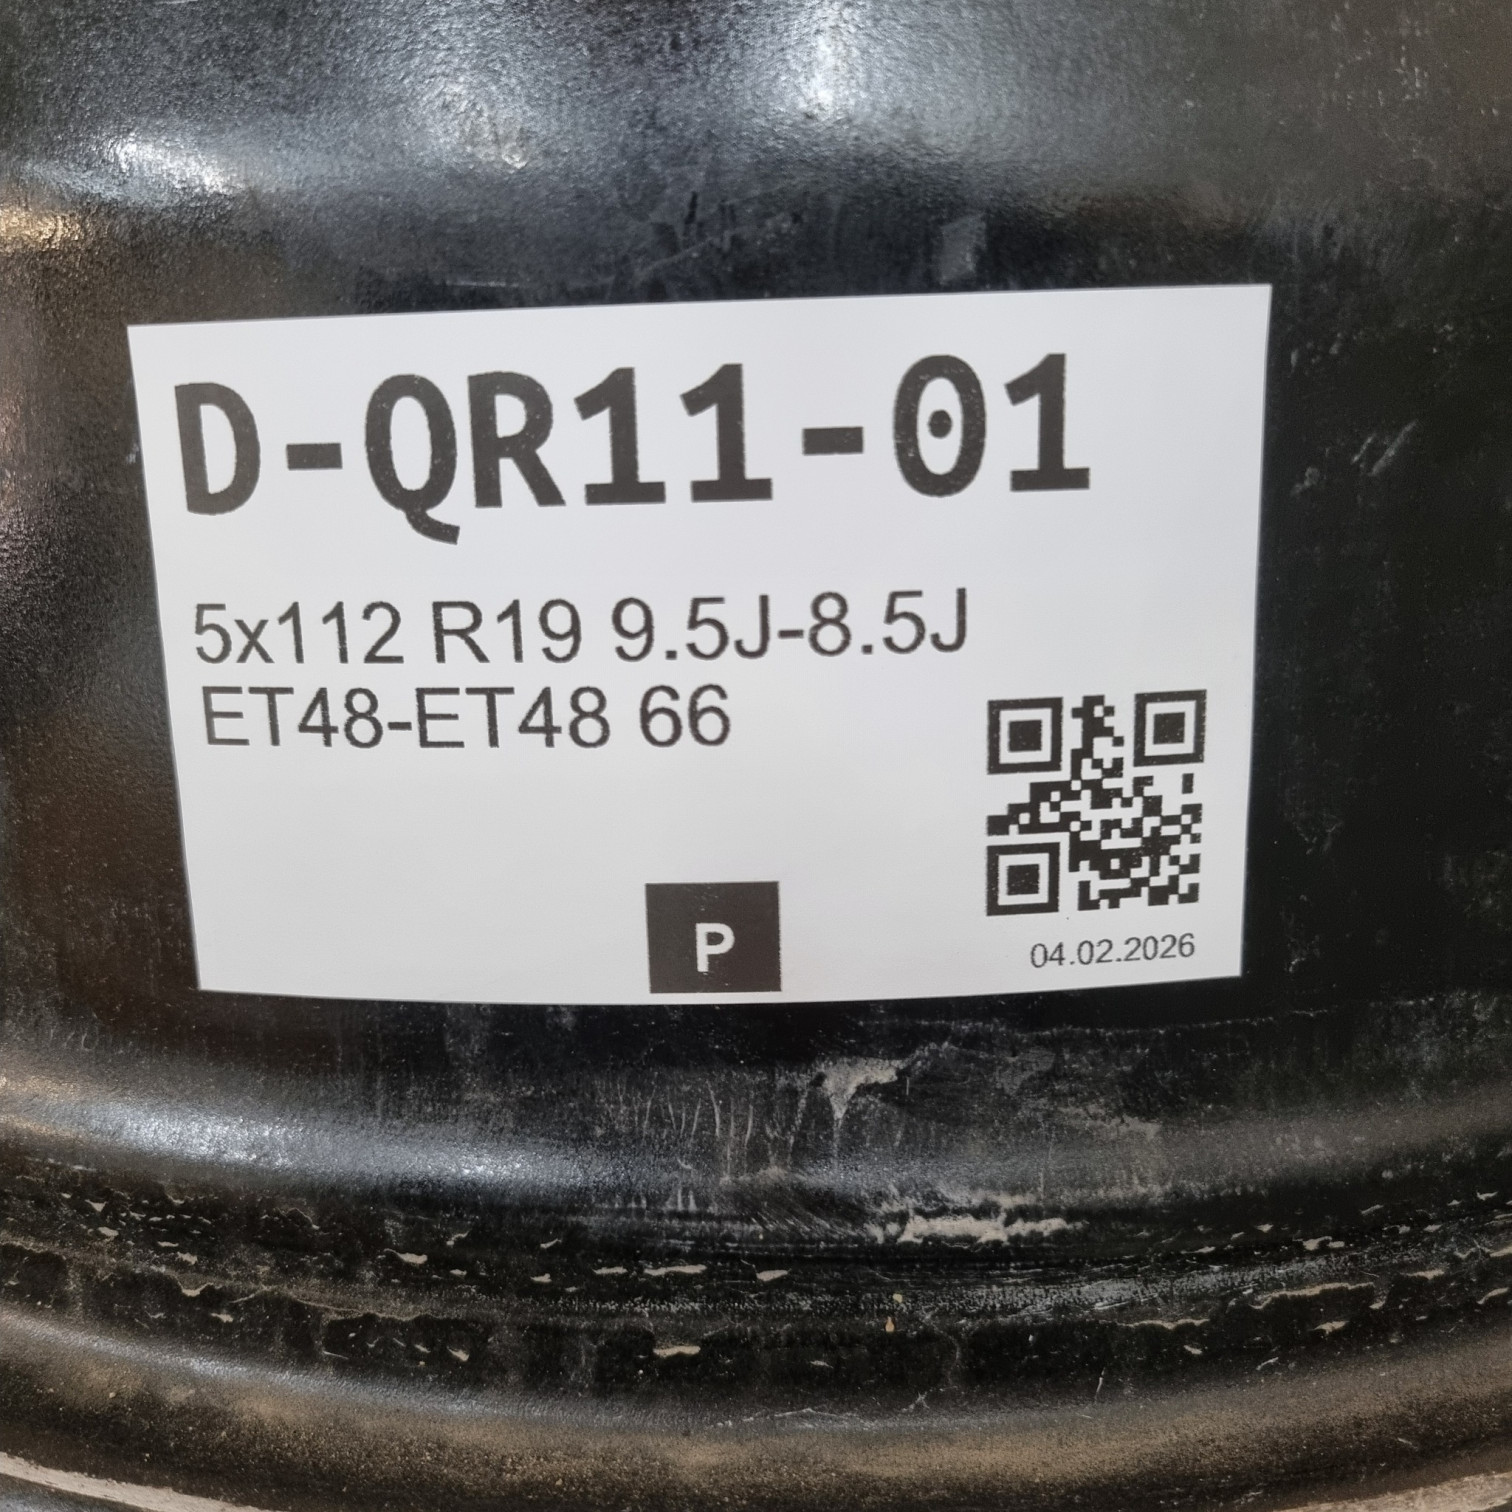 D-QR11-01
5x112 R19 9.5J-8.5J
ET48-ET48 66
P
04.02.2026